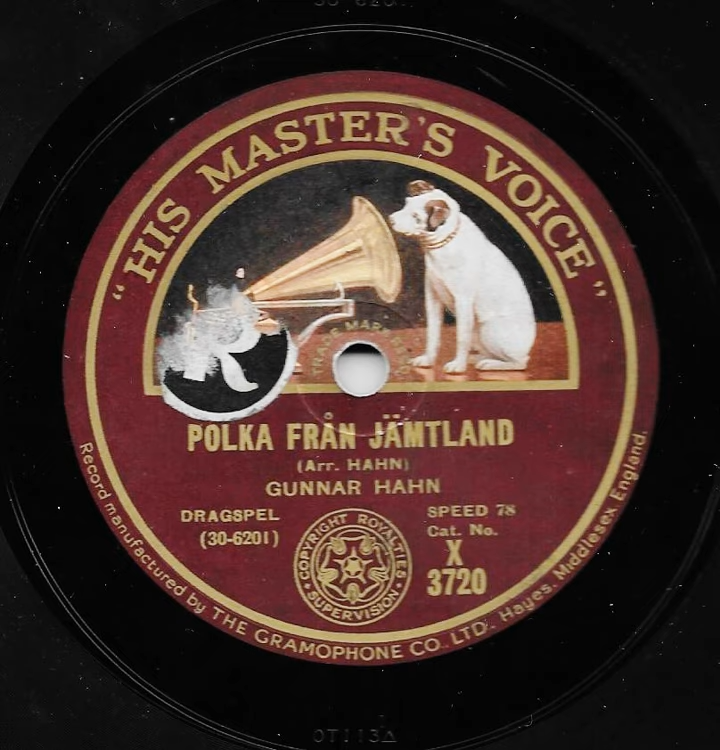 "HIS MASTER'S VOICE"
TRADE MARK
POLKA FRÅN JÄMTLAND
(Arr. HAHN)
GUNNAR HAHN
DRAGSPEL
(30-6201)
COPYRIGHT ROYALTIES
SUPERVISION
SPEED 78
Cat. No.
X
3720
Record manufactured by THE GRAMOPHONE CO., LTD., Hayes, Middlesex, England.